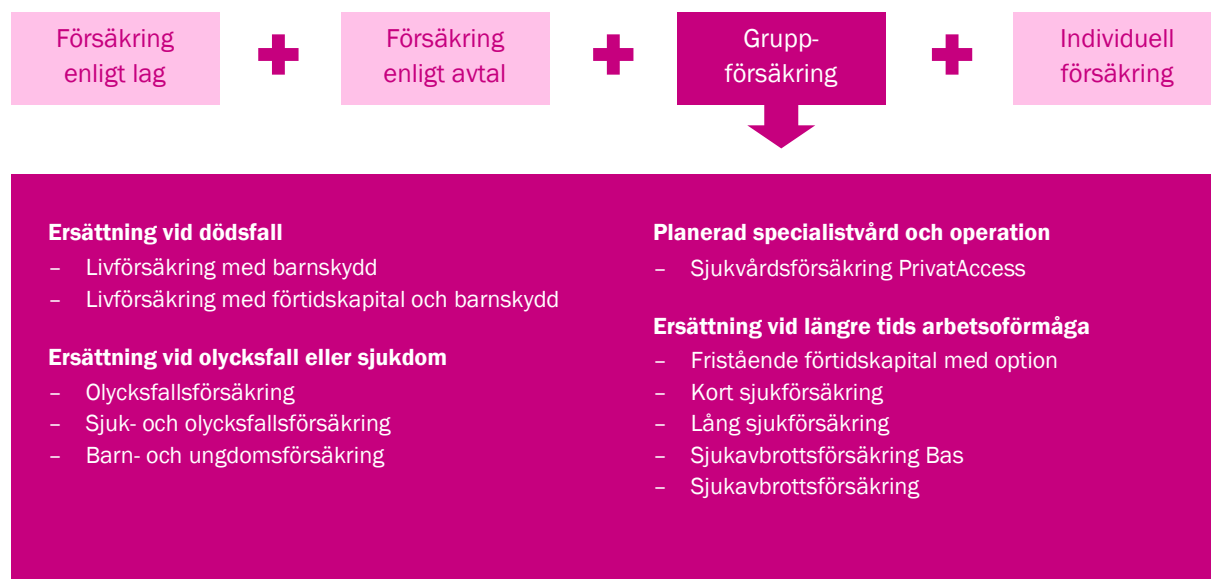 Försäkring
enligt lag
Försäkring
enligt avtal
Grupp-
försäkring
Individuell
försäkring
Ersättning vid dödsfall
– Livförsäkring med barnskydd
– Livförsäkring med förtidskapital och barnskydd
Ersättning vid olycksfall eller sjukdom
– Olycksfallsförsäkring
– Sjuk- och olycksfallsförsäkring
– Barn- och ungdomsförsäkring
Planerad specialistvård och operation
– Sjukvårdsförsäkring PrivatAccess
Ersättning vid längre tids arbetsoförmåga
– Fristående förtidskapital med option
– Kort sjukförsäkring
– Lång sjukförsäkring
– Sjukavbrottsförsäkring Bas
– Sjukavbrottsförsäkring